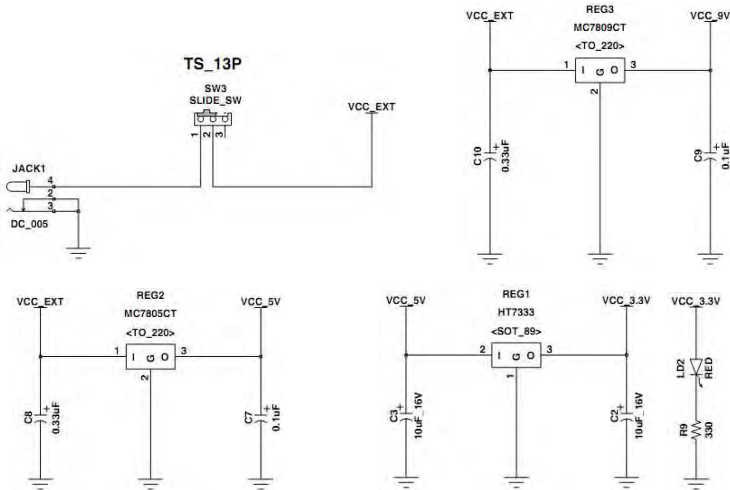 TS_13P
SW3
SLIDE_SW
1 2 3
VCC_EXT
JACK1
4
2
3
DC_005
VCC_EXT
REG3
MC7809CT
<TO_220>
VCC_9V
1 I G O 3
2
C10
+
0.33uF
C9
+
0.1uF
VCC_EXT
REG2
MC7805CT
<TO_220>
VCC_5V
1 I G O 3
2
C8
+
0.33uF
C7
+
0.1uF
VCC_5V
REG1
HT7333
<SOT_89>
VCC_3.3V
2 I G O 3
1
C3
+
10uF_16V
C2
+
10uF_16V
VCC_3.3V
LD2
RED
R9
330